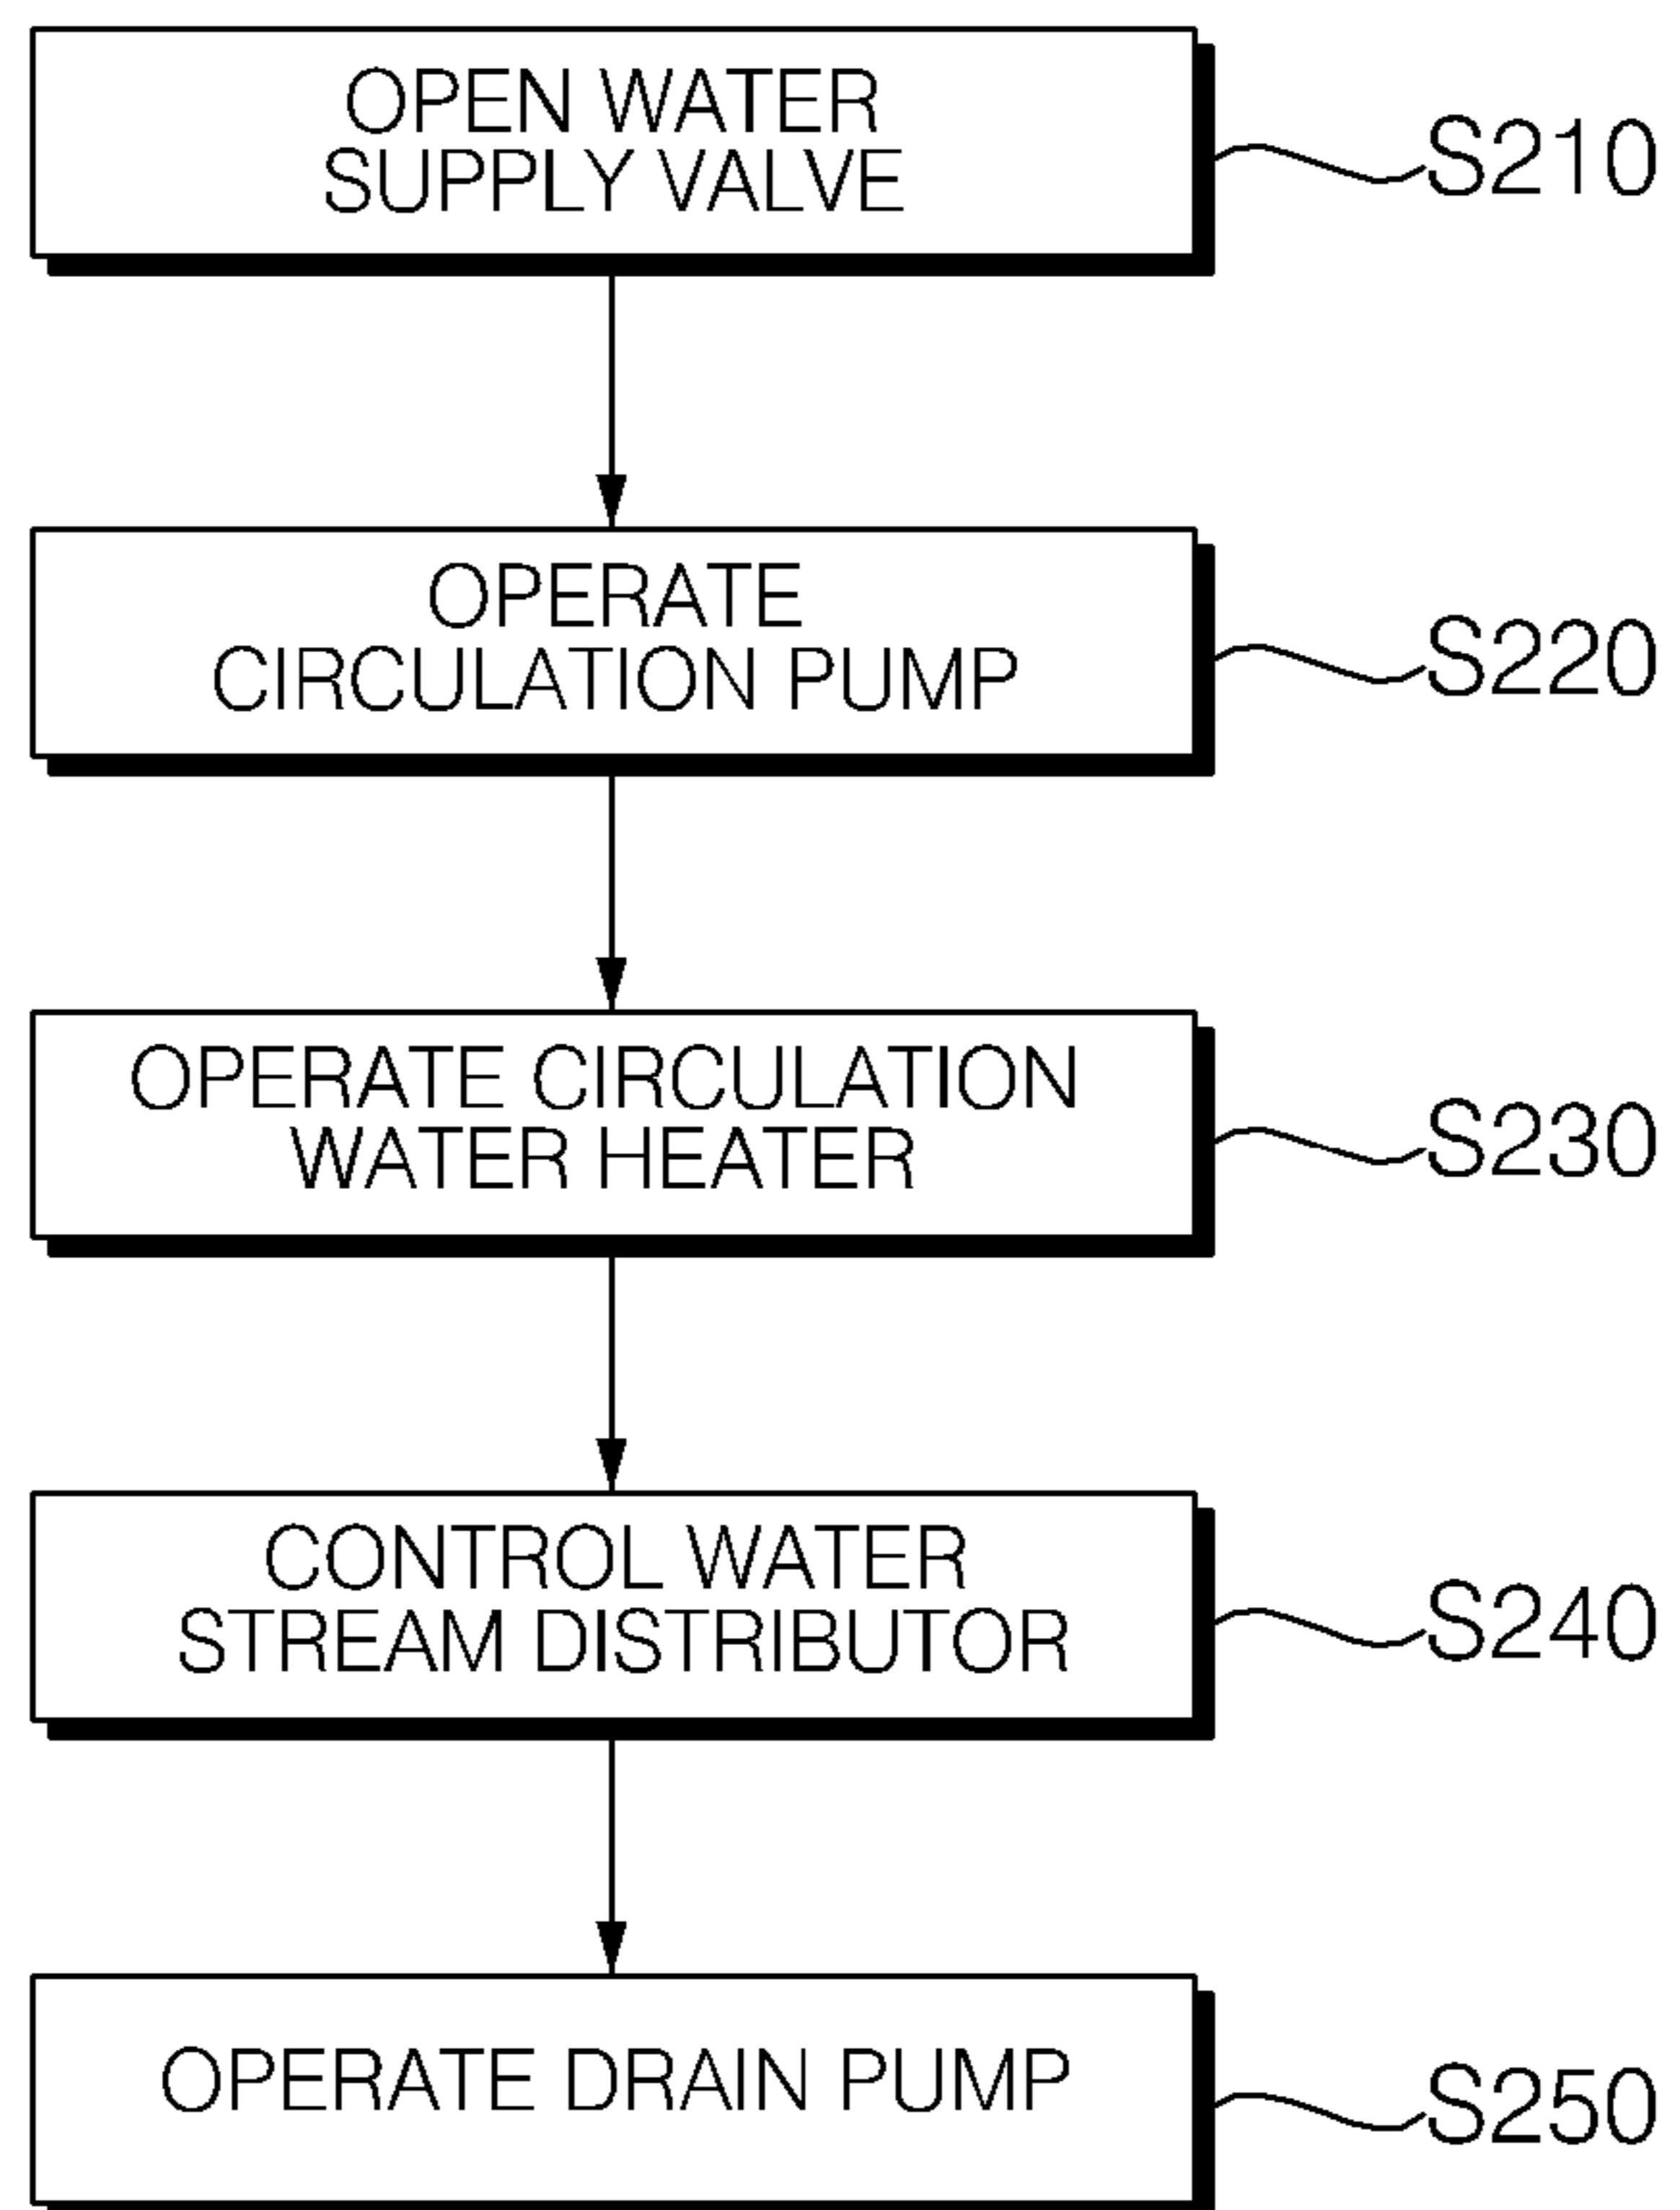 OPEN WATER
SUPPLY VALVE
S210
OPERATE
CIRCULATION PUMP
S220
OPERATE CIRCULATION
WATER HEATER
S230
CONTROL WATER
STREAM DISTRIBUTOR
S240
OPERATE DRAIN PUMP
S250